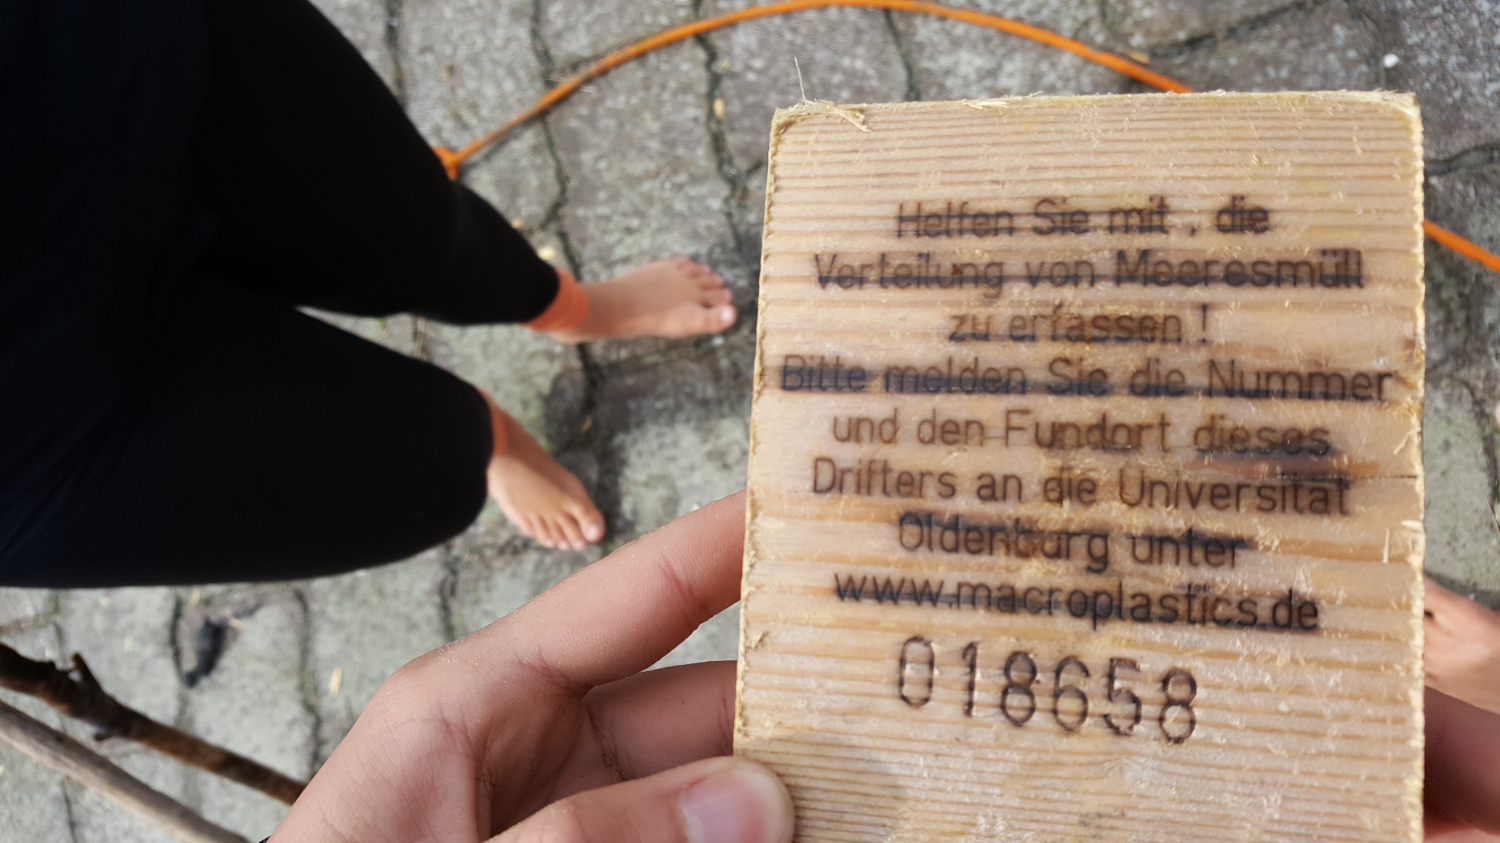 Helfen Sie mit , die
Verteilung von Meeresmüll
zu erfassen !
Bitte melden Sie die Nummer
und den Fundort dieses
Drifters an die Universität
Oldenburg unter
www.macroplastics.de
018658